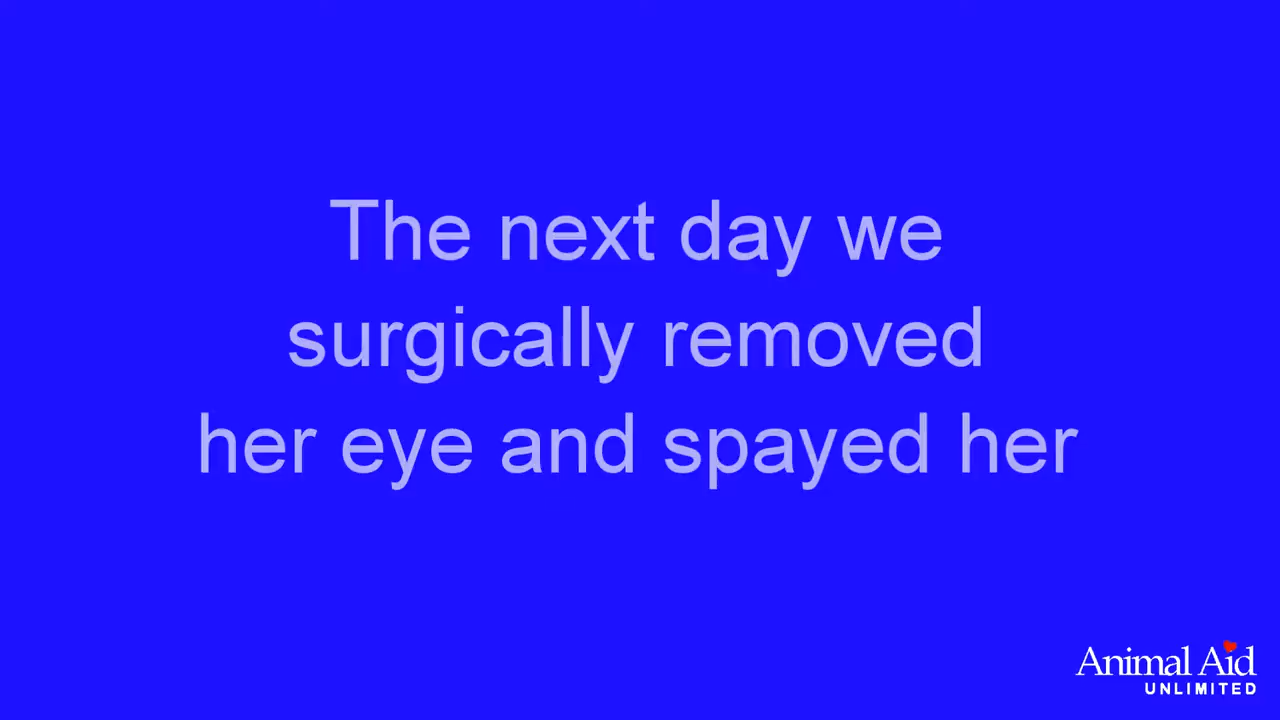 The next day we
surgically removed
her eye and spayed her
Animal Aid
UNLIMITED